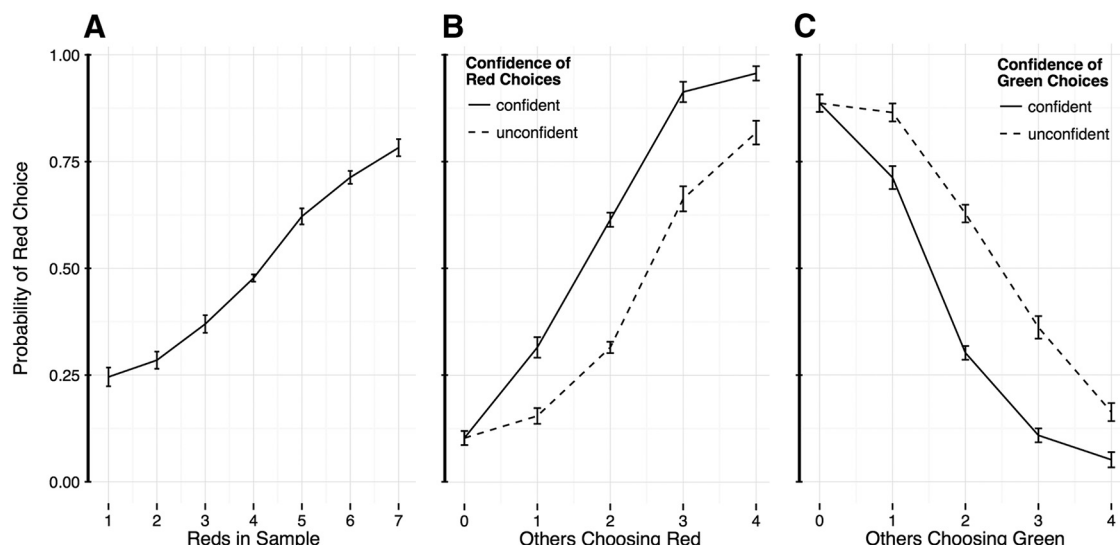 A
B
C
Probability of Red Choice
1.00
0.75
0.50
0.25
0.00
1 2 3 4 5 6 7
Reds in Sample
Confidence of
Red Choices
confident
unconfident
0 1 2 3 4
Others Choosing Red
Confidence of
Green Choices
confident
unconfident
0 1 2 3 4
Others Choosing Green